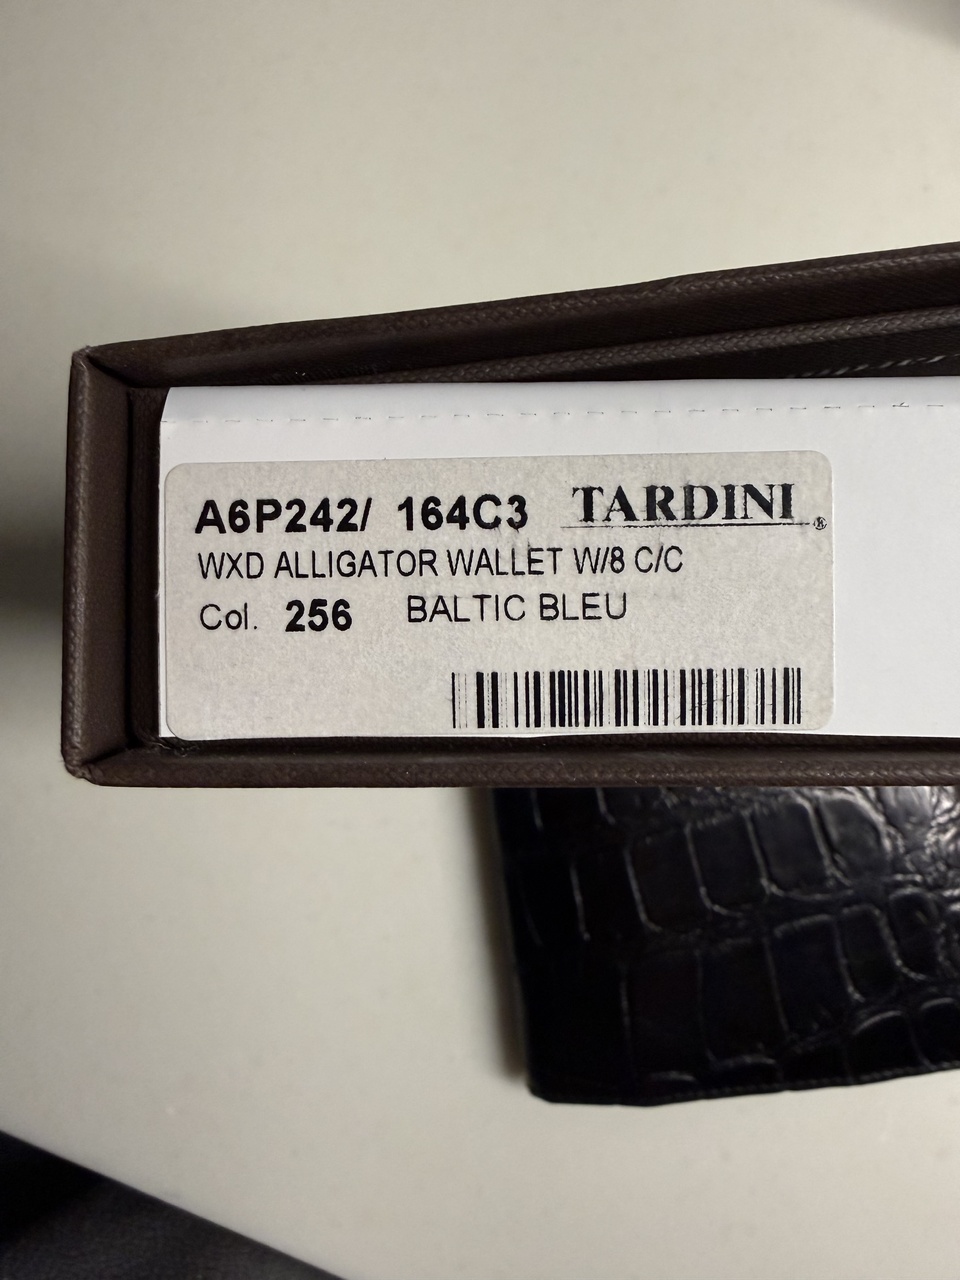 A6P242/ 164C3 TARDINI ®
WXD ALLIGATOR WALLET W/8 C/C
Col. 256 BALTIC BLEU